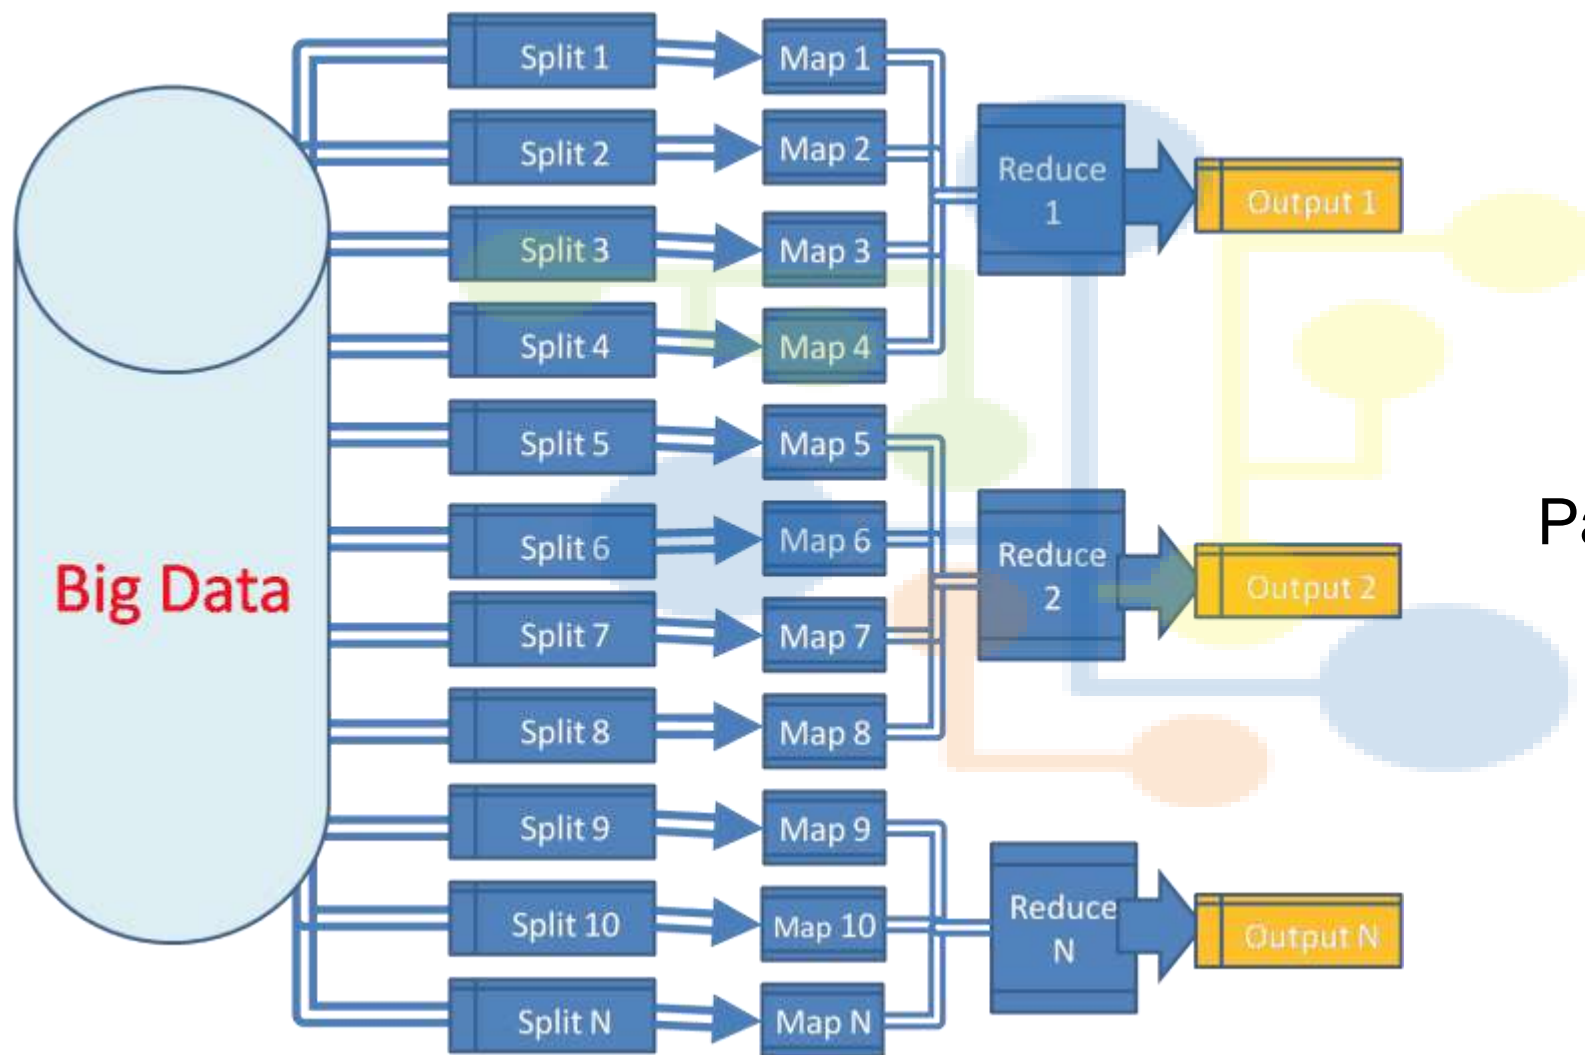 Big Data
Split 1
Map 1
Split 2
Map 2
Split 3
Map 3
Split 4
Map 4
Reduce
1
Output 1
Split 5
Map 5
Split 6
Map 6
Split 7
Map 7
Split 8
Map 8
Reduce
2
Output 2
Split 9
Map 9
Split 10
Map 10
Split N
Map N
Reduce
N
Output N